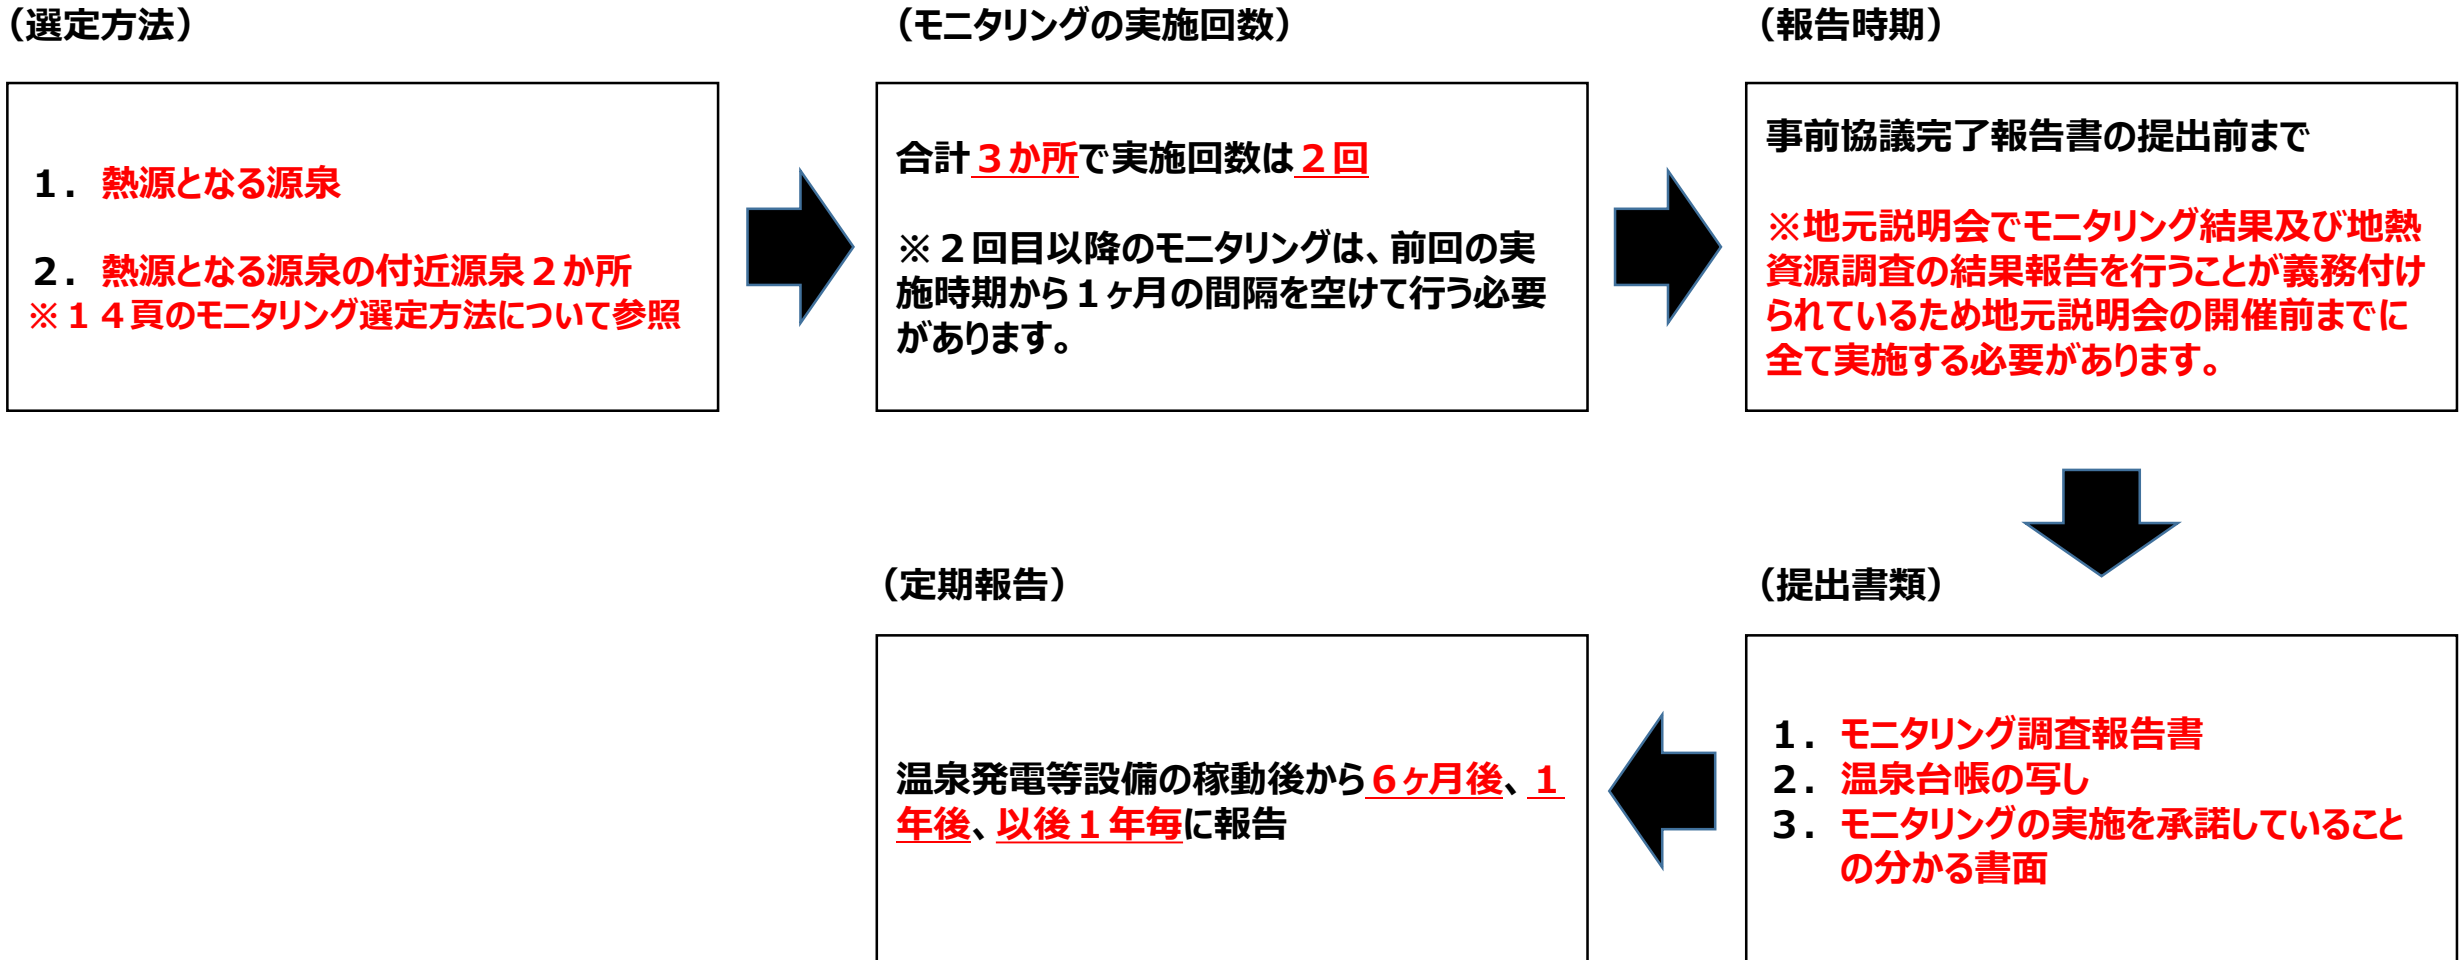 （選定方法）
１．熱源となる源泉
２．熱源となる源泉の付近源泉２か所
※１４頁のモニタリング選定方法について参照
（モニタリングの実施回数）
合計３か所で実施回数は２回
※２回目以降のモニタリングは、前回の実
施時期から１ヶ月の間隔を空けて行う必要
があります。
（報告時期）
事前協議完了報告書の提出前まで
※地元説明会でモニタリング結果及び地熱
資源調査の結果報告を行うことが義務付け
られているため地元説明会の開催前までに
全て実施する必要があります。
（提出書類）
１．モニタリング調査報告書
２．温泉台帳の写し
３．モニタリングの実施を承諾していること
の分かる書面
（定期報告）
温泉発電等設備の稼動後から６ヶ月後、１
年後、以後１年毎に報告